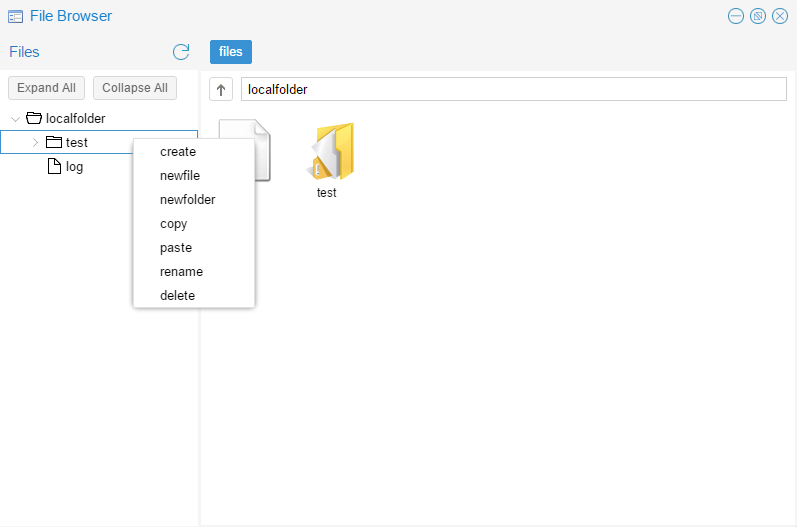 File Browser
Files
files
Expand All
Collapse All
localfolder
localfolder
test
log
create
newfile
newfolder
copy
paste
rename
delete
test